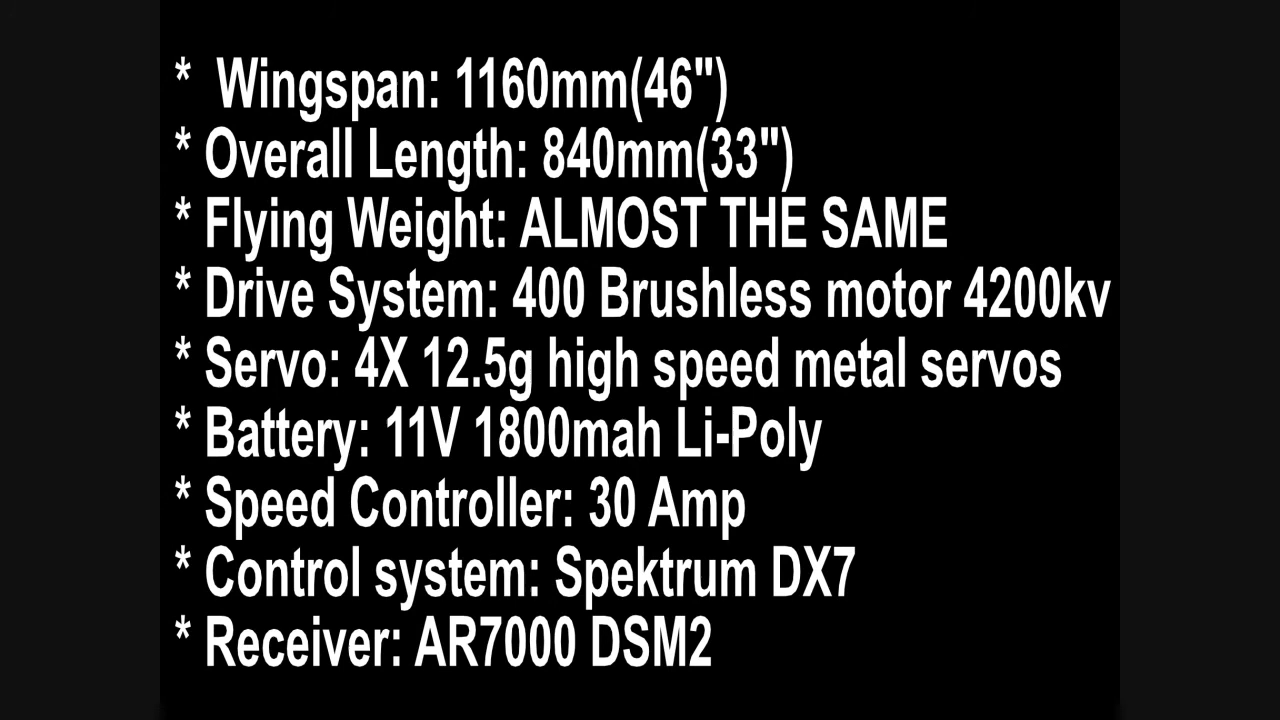 * Wingspan: 1160mm(46")
* Overall Length: 840mm(33")
* Flying Weight: ALMOST THE SAME
* Drive System: 400 Brushless motor 4200kv
* Servo: 4X 12.5g high speed metal servos
* Battery: 11V 1800mah Li-Poly
* Speed Controller: 30 Amp
* Control system: Spektrum DX7
* Receiver: AR7000 DSM2